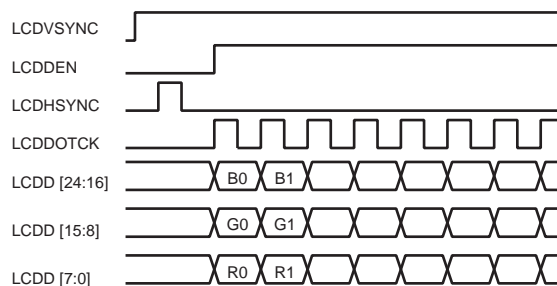 LCDVSYNC
LCDDEN
LCDHSYNC
LCDDOTCK
LCDD [24:16] B0 B1
LCDD [15:8] G0 G1
LCDD [7:0] R0 R1